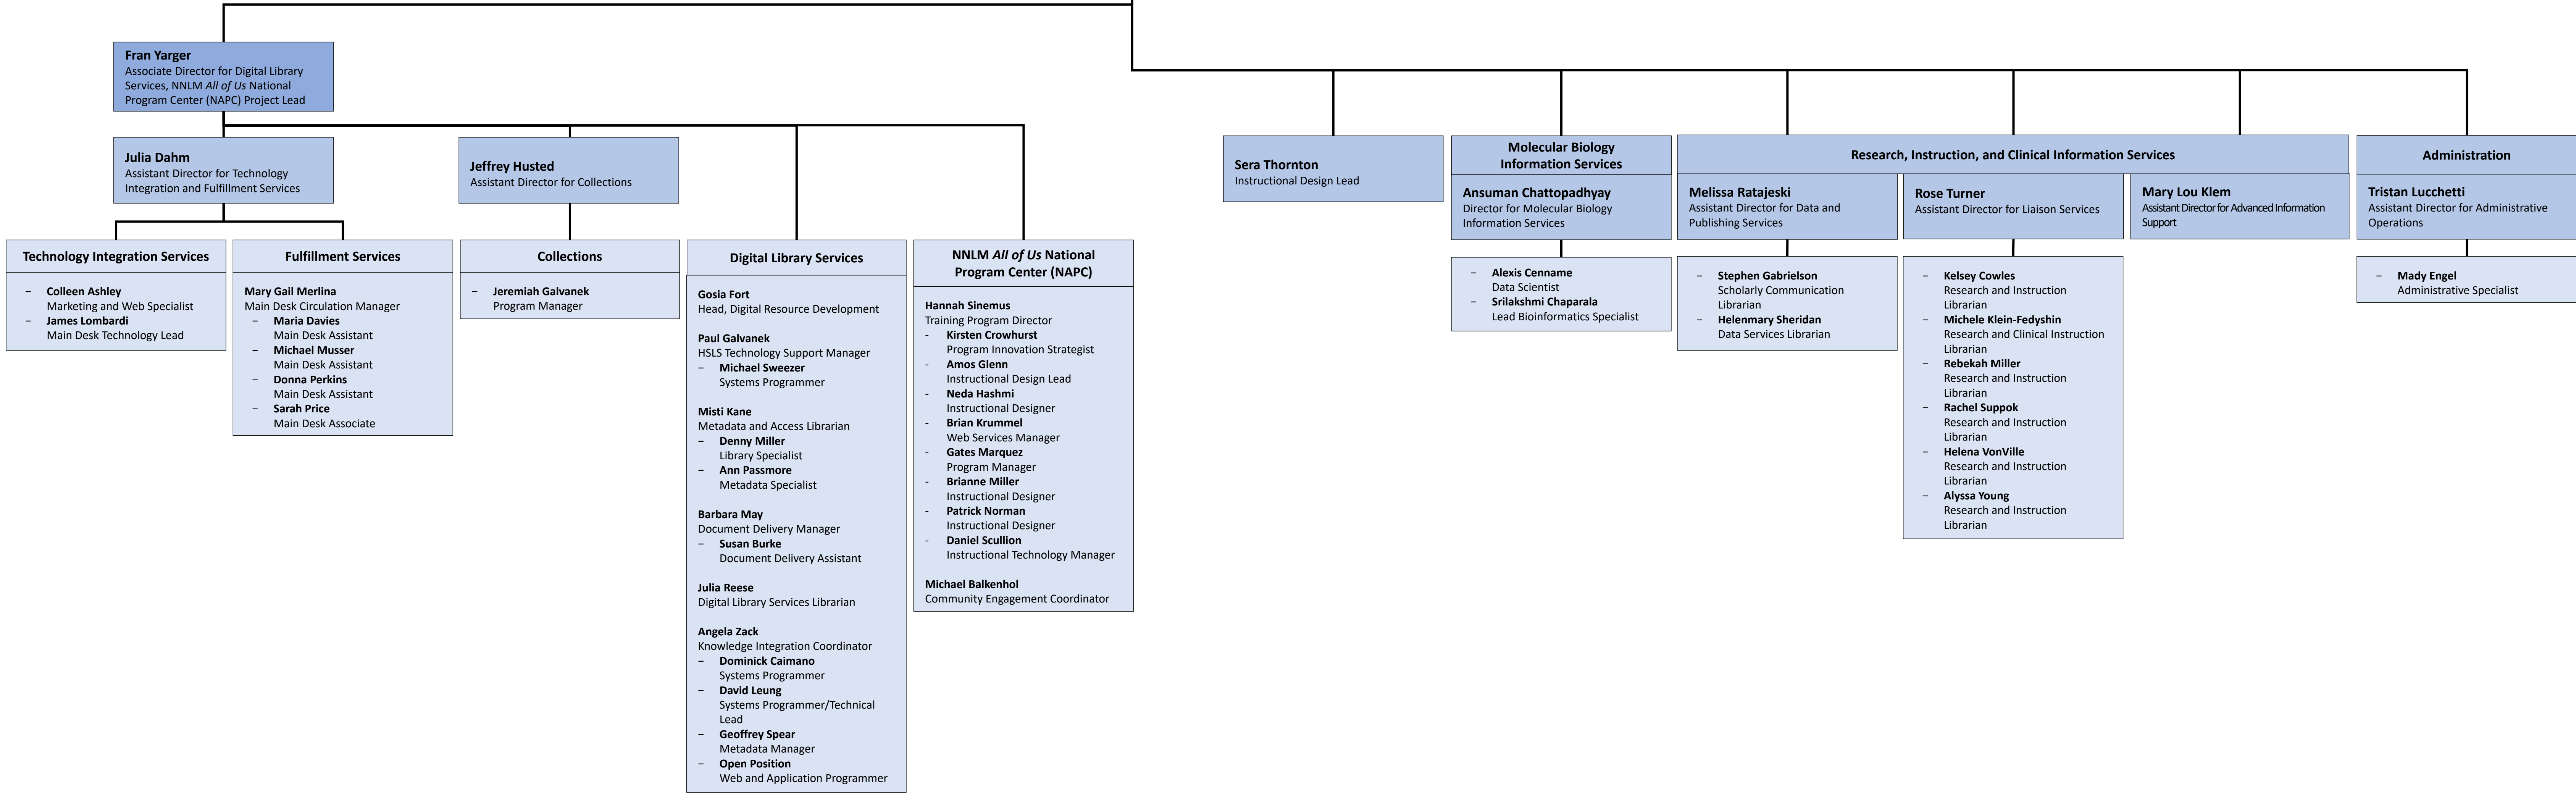 Fran Yarger
Associate Director for Digital Library
Services, NNLM All of Us National
Program Center (NAPC) Project Lead
Julia Dahm
Assistant Director for Technology
Integration and Fulfillment Services
Jeffrey Husted
Assistant Director for Collections
Technology Integration Services
– Colleen Ashley
Marketing and Web Specialist
– James Lombardi
Main Desk Technology Lead
Fulfillment Services
Mary Gail Merlina
Main Desk Circulation Manager
– Maria Davies
Main Desk Assistant
– Michael Musser
Main Desk Assistant
– Donna Perkins
Main Desk Assistant
– Sarah Price
Main Desk Associate
Collections
– Jeremiah Galvanek
Program Manager
Digital Library Services
Gosia Fort
Head, Digital Resource Development
Paul Galvanek
HSLS Technology Support Manager
– Michael Sweezer
Systems Programmer
Misti Kane
Metadata and Access Librarian
– Denny Miller
Library Specialist
– Ann Passmore
Metadata Specialist
Barbara May
Document Delivery Manager
– Susan Burke
Document Delivery Assistant
Julia Reese
Digital Library Services Librarian
Angela Zack
Knowledge Integration Coordinator
– Dominick Caimano
Systems Programmer
– David Leung
Systems Programmer/Technical
Lead
– Geoffrey Spear
Metadata Manager
– Open Position
Web and Application Programmer
NNLM All of Us National
Program Center (NAPC)
Hannah Sinemus
Training Program Director
- Kirsten Crowhurst
Program Innovation Strategist
- Amos Glenn
Instructional Design Lead
- Neda Hashmi
Instructional Designer
- Brian Krummel
Web Services Manager
- Gates Marquez
Program Manager
- Brianne Miller
Instructional Designer
- Patrick Norman
Instructional Designer
- Daniel Scullion
Instructional Technology Manager
Michael Balkenhol
Community Engagement Coordinator
Sera Thornton
Instructional Design Lead
Molecular Biology
Information Services
Ansuman Chattopadhyay
Director for Molecular Biology
Information Services
– Alexis Cenname
Data Scientist
– Srilakshmi Chaparala
Lead Bioinformatics Specialist
Research, Instruction, and Clinical Information Services
Melissa Ratajeski
Assistant Director for Data and
Publishing Services
– Stephen Gabrielson
Scholarly Communication
Librarian
– Helenmary Sheridan
Data Services Librarian
Rose Turner
Assistant Director for Liaison Services
– Kelsey Cowles
Research and Instruction
Librarian
– Michele Klein-Fedyshin
Research and Clinical Instruction
Librarian
– Rebekah Miller
Research and Instruction
Librarian
– Rachel Suppok
Research and Instruction
Librarian
– Helena VonVille
Research and Instruction
Librarian
– Alyssa Young
Research and Instruction
Librarian
Mary Lou Klem
Assistant Director for Advanced Information
Support
Administration
Tristan Lucchetti
Assistant Director for Administrative
Operations
– Mady Engel
Administrative Specialist